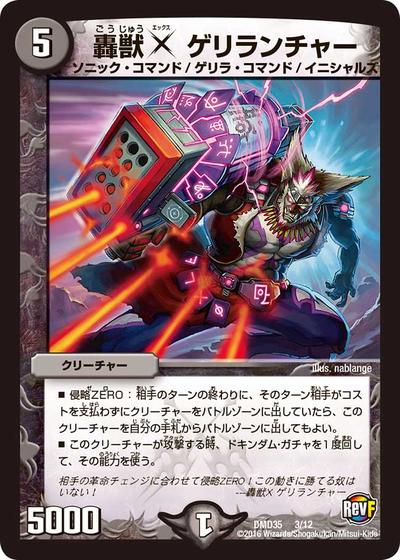 5
ごうじゅう エックス
轟獣× ゲリランチャー
ソニック・コマンド / ゲリラ・コマンド / イニシャルズ
illus. nablange
クリーチャー
■ 侵略ZERO：相手のターンの終わりに、そのターン相手がコ
ストを支払わずにクリーチャーをバトルゾーンに出していたら、この
クリーチャーを自分の手札からバトルゾーンに出してもよい。
■ このクリーチャーが攻撃する時、ドキンダム・ガチャを1度回し
て、その能力を使う。
相手の革命チェンジに合わせて侵略ZERO！この動きに勝てる奴は
いない！ ---轟獣× ゲリランチャー
5000
DMD35 3/12
RevF
©2016 Wizards/Shogakukan/Mitsui-Kids